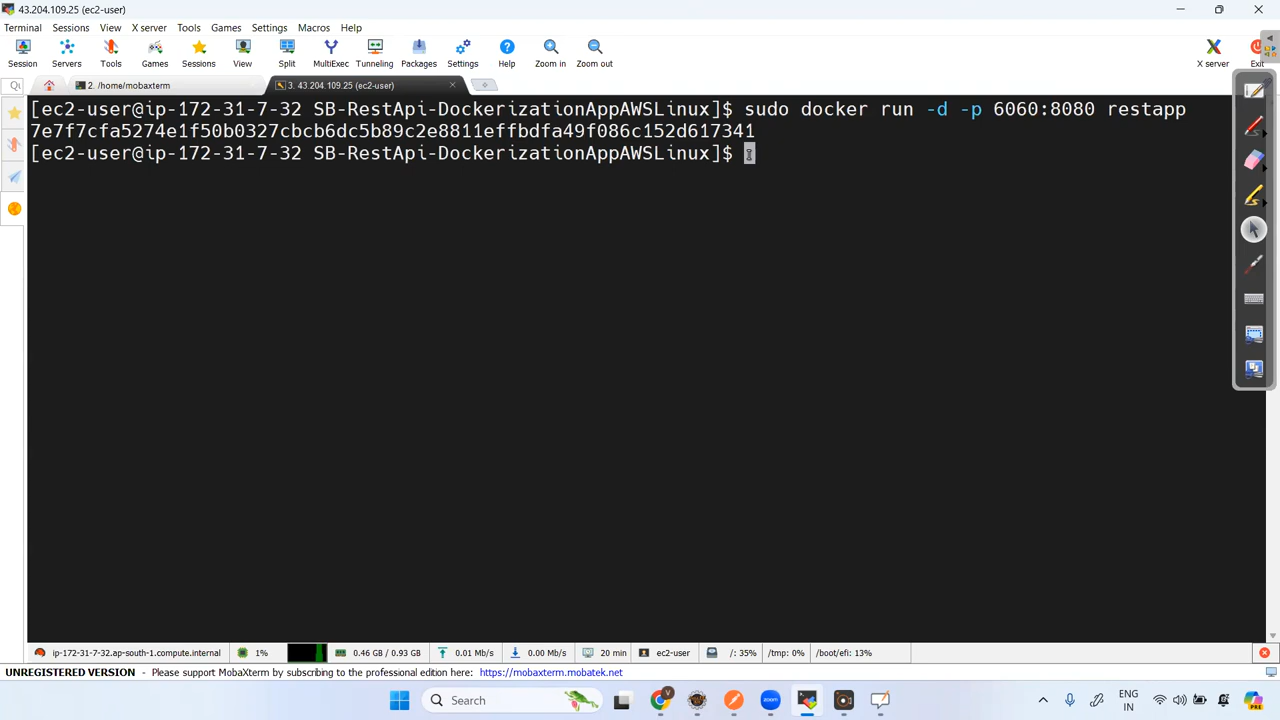 43.204.109.25 (ec2-user)
Terminal Sessions View X server Tools Games Settings Macros Help
Session Servers Tools Games Sessions View Split MultiExec Tunneling Packages Settings Help Zoom in Zoom out X server Exit
2. /home/mobaxterm 3. 43.204.109.25 (ec2-user)
[ec2-user@ip-172-31-7-32 SB-RestApi-DockerizationAppAWSLinux]$ sudo docker run -d -p 6060:8080 restapp
7e7f7cfa5274e1f50b0327cbcb6dc5b89c2e8811effbdfa49f086c152d617341
[ec2-user@ip-172-31-7-32 SB-RestApi-DockerizationAppAWSLinux]$
ip-172-31-7-32.ap-south-1.compute.internal 1% 0.46 GB / 0.93 GB 0.01 Mb/s 0.00 Mb/s 20 min ec2-user /: 35% /tmp: 0% /boot/efi: 13%
UNREGISTERED VERSION - Please support MobaXterm by subscribing to the professional edition here: https://mobaxterm.mobatek.net
Search ENG
IN